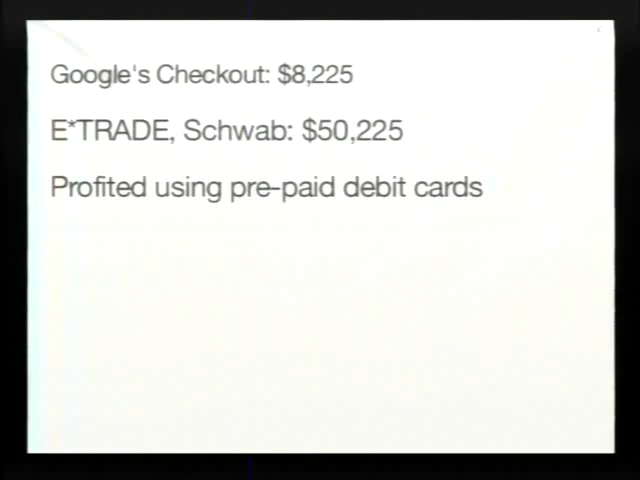 Google's Checkout: $8,225
E*TRADE, Schwab: $50,225
Profited using pre-paid debit cards